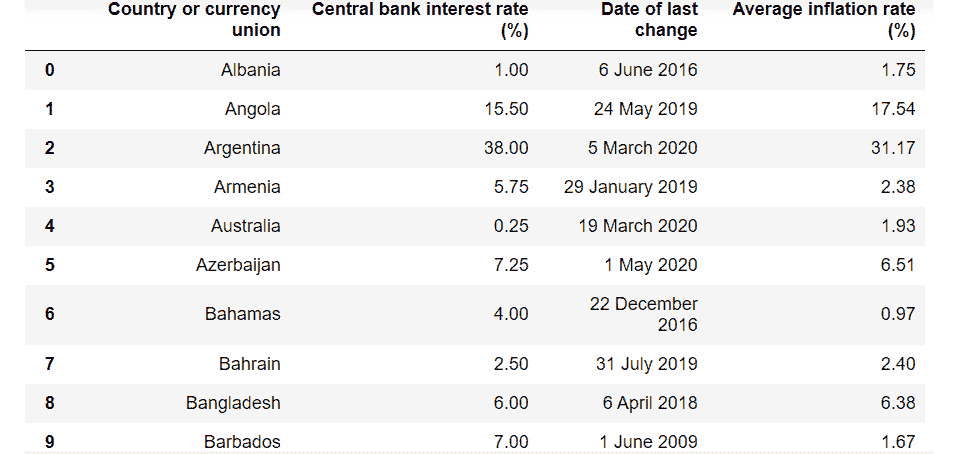 Country or currency union Central bank interest rate (%) Date of last change Average inflation rate (%)
0 Albania 1.00 6 June 2016 1.75
1 Angola 15.50 24 May 2019 17.54
2 Argentina 38.00 5 March 2020 31.17
3 Armenia 5.75 29 January 2019 2.38
4 Australia 0.25 19 March 2020 1.93
5 Azerbaijan 7.25 1 May 2020 6.51
6 Bahamas 4.00 22 December 2016 0.97
7 Bahrain 2.50 31 July 2019 2.40
8 Bangladesh 6.00 6 April 2018 6.38
9 Barbados 7.00 1 June 2009 1.67